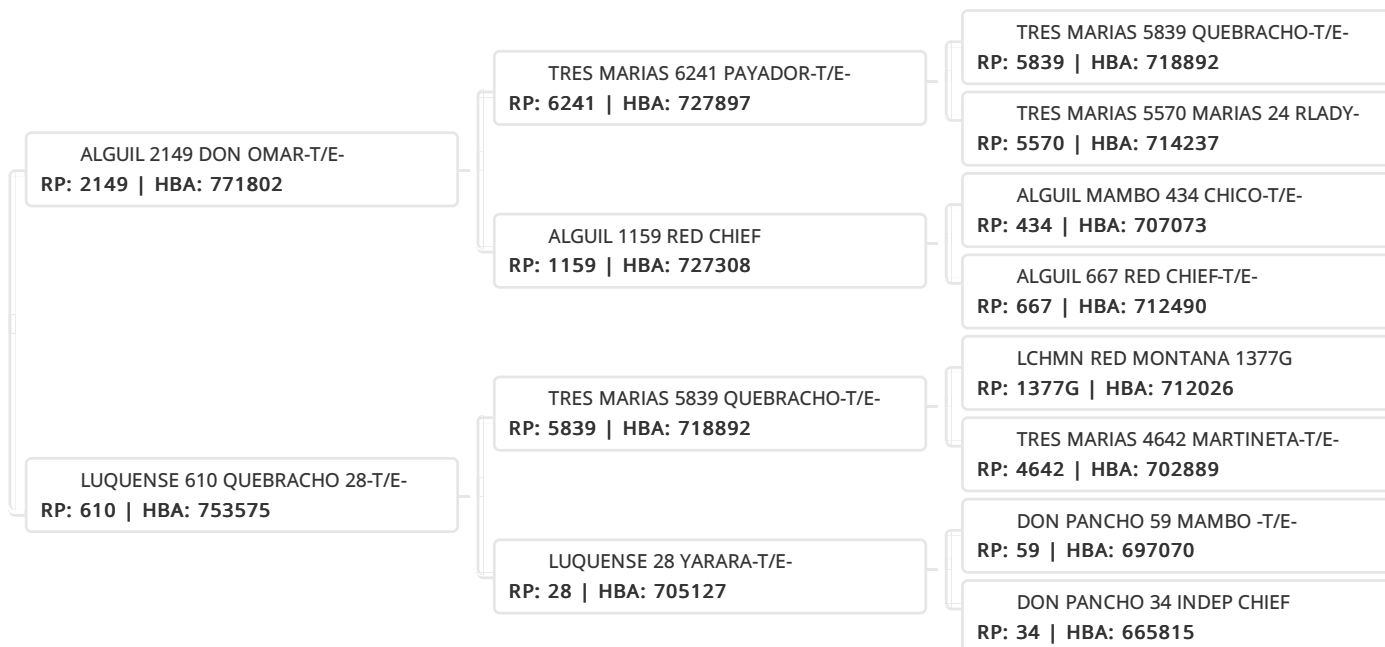 ALGUIL 2149 DON OMAR-T/E-
RP: 2149 | HBA: 771802
LUQUENSE 610 QUEBRACHO 28-T/E-
RP: 610 | HBA: 753575
TRES MARIAS 6241 PAYADOR-T/E-
RP: 6241 | HBA: 727897
ALGUIL 1159 RED CHIEF
RP: 1159 | HBA: 727308
TRES MARIAS 5839 QUEBRACHO-T/E-
RP: 5839 | HBA: 718892
LUQUENSE 28 YARARA-T/E-
RP: 28 | HBA: 705127
TRES MARIAS 5839 QUEBRACHO-T/E-
RP: 5839 | HBA: 718892
TRES MARIAS 5570 MARIAS 24 RLADY-
RP: 5570 | HBA: 714237
ALGUIL MAMBO 434 CHICO-T/E-
RP: 434 | HBA: 707073
ALGUIL 667 RED CHIEF-T/E-
RP: 667 | HBA: 712490
LCHMN RED MONTANA 1377G
RP: 1377G | HBA: 712026
TRES MARIAS 4642 MARTINETA-T/E-
RP: 4642 | HBA: 702889
DON PANCHO 59 MAMBO -T/E-
RP: 59 | HBA: 697070
DON PANCHO 34 INDEP CHIEF
RP: 34 | HBA: 665815